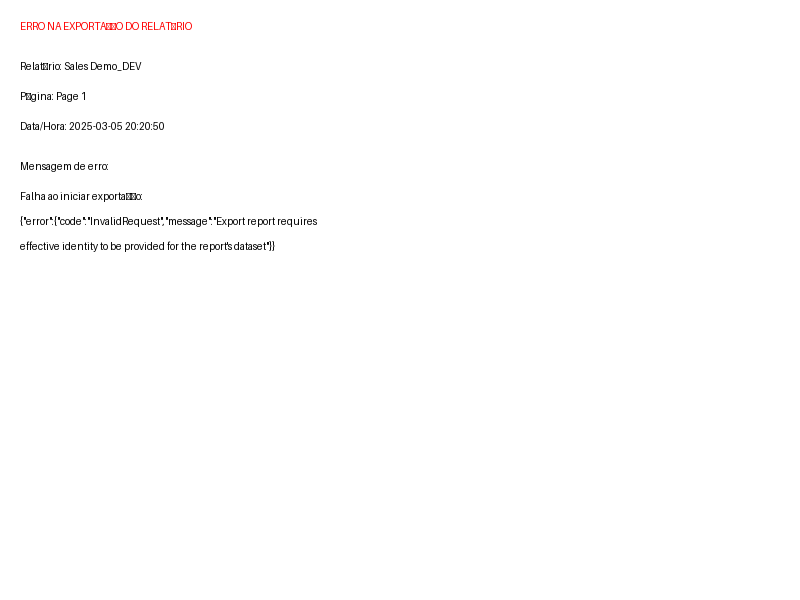 ERRO NA EXPORTA▯▯O DO RELAT▯RIO
Relat▯rio: Sales Demo_DEV
P▯gina: Page 1
Data/Hora: 2025-03-05 20:20:50
Mensagem de erro:
Falha ao iniciar exporta▯▯o:
{"error":{"code":"InvalidRequest","message":"Export report requires
effective identity to be provided for the report's dataset"}}